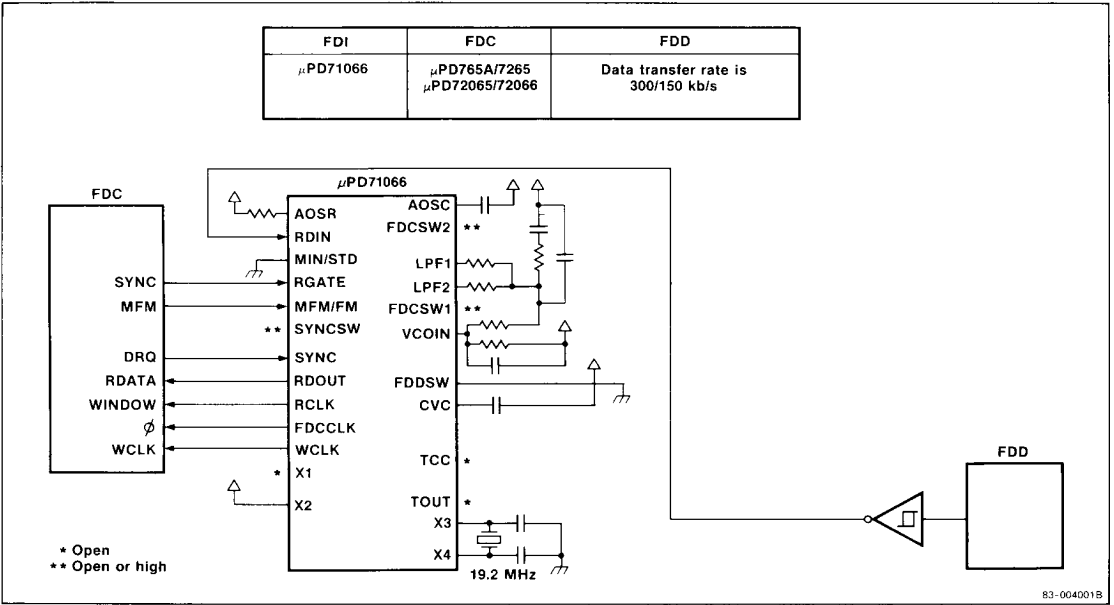 FDI FDC FDD
μPD71066 μPD765A/7265 Data transfer rate is
μPD72065/72066 300/150 kb/s
FDC
μPD71066
AOSR
RDIN
MIN/STD
SYNC RGATE
MFM MFM/FM
** SYNCSW
DRQ SYNC
RDATA RDOUT
WINDOW RCLK
ø FDCCLK
WCLK WCLK
* X1
X2
AOSC
FDCSW2 **
LPF1
LPF2
FDCSW1 **
VCOIN
FDDSW
CVC
TCC *
TOUT *
X3
X4
19.2 MHz
FDD
* Open
** Open or high
83-004001B